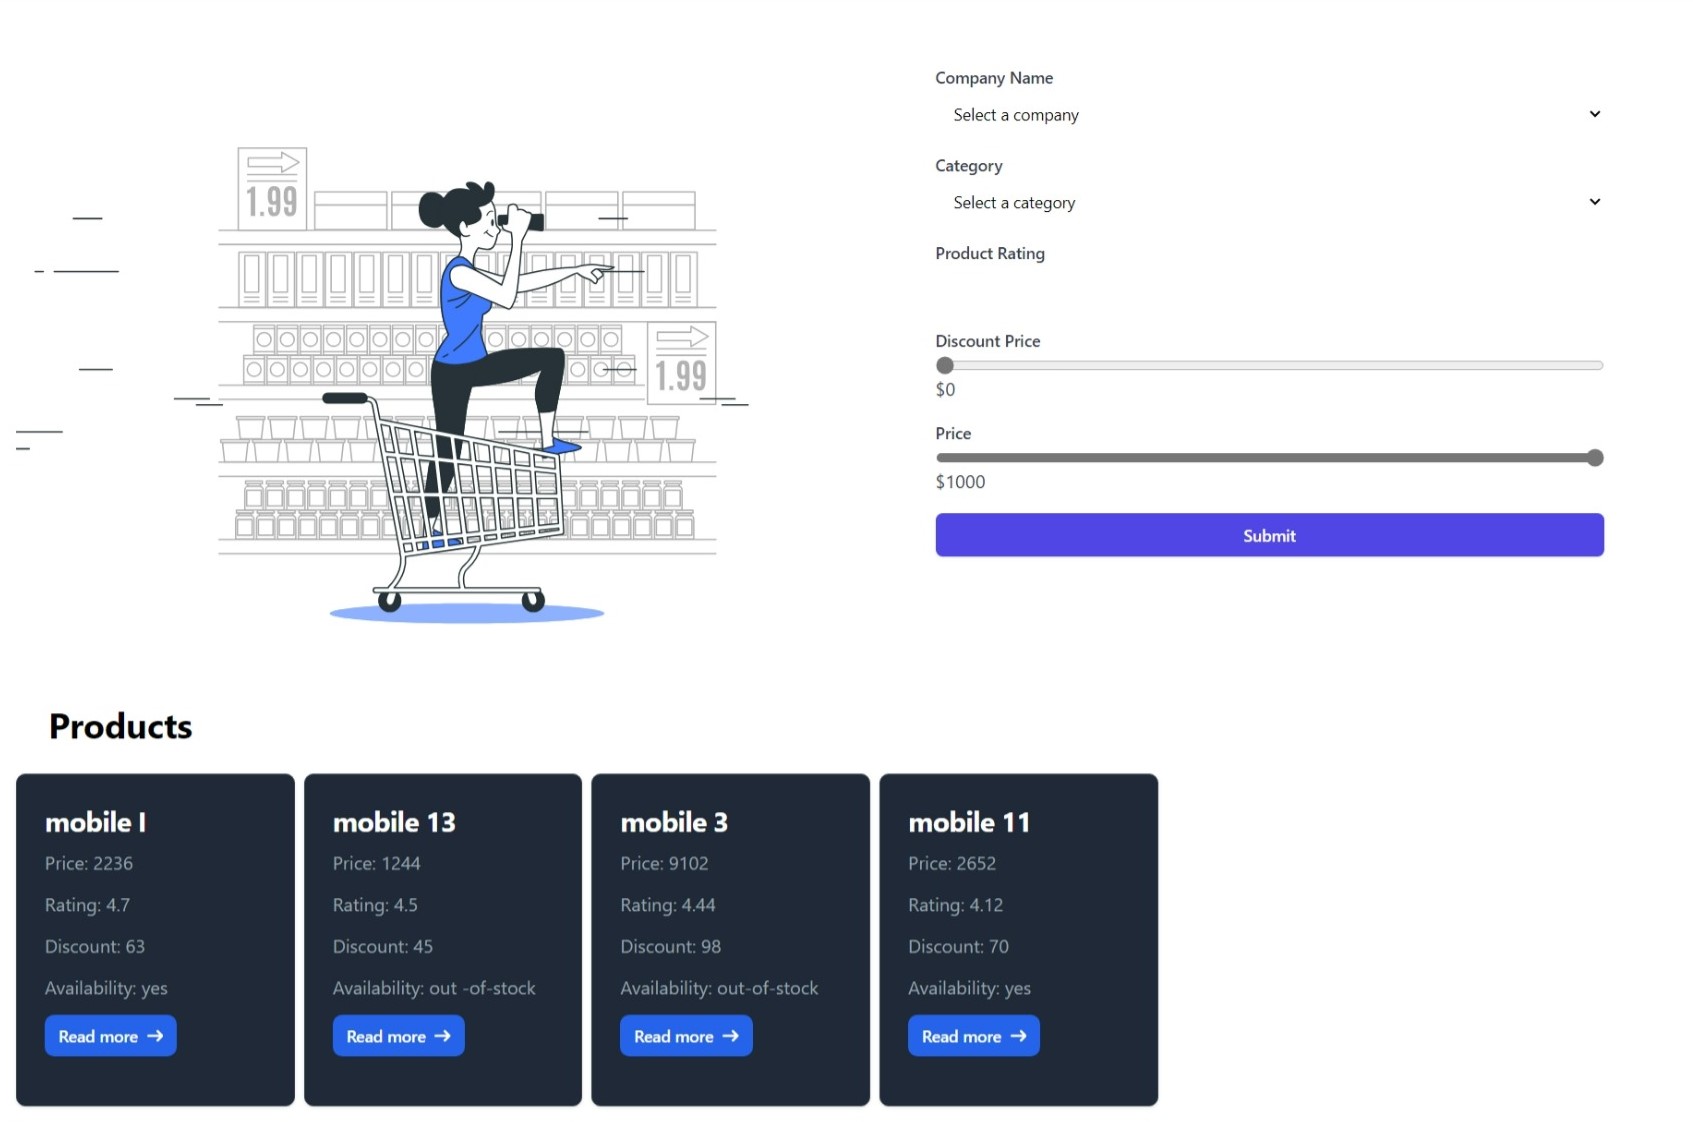 1.99
1.99
Company Name
Select a company
Category
Select a category
Product Rating
Discount Price
$0
Price
$1000
Submit
Products
mobile I
Price: 2236
Rating: 4.7
Discount: 63
Availability: yes
Read more →
mobile 13
Price: 1244
Rating: 4.5
Discount: 45
Availability: out -of-stock
Read more →
mobile 3
Price: 9102
Rating: 4.44
Discount: 98
Availability: out-of-stock
Read more →
mobile 11
Price: 2652
Rating: 4.12
Discount: 70
Availability: yes
Read more →